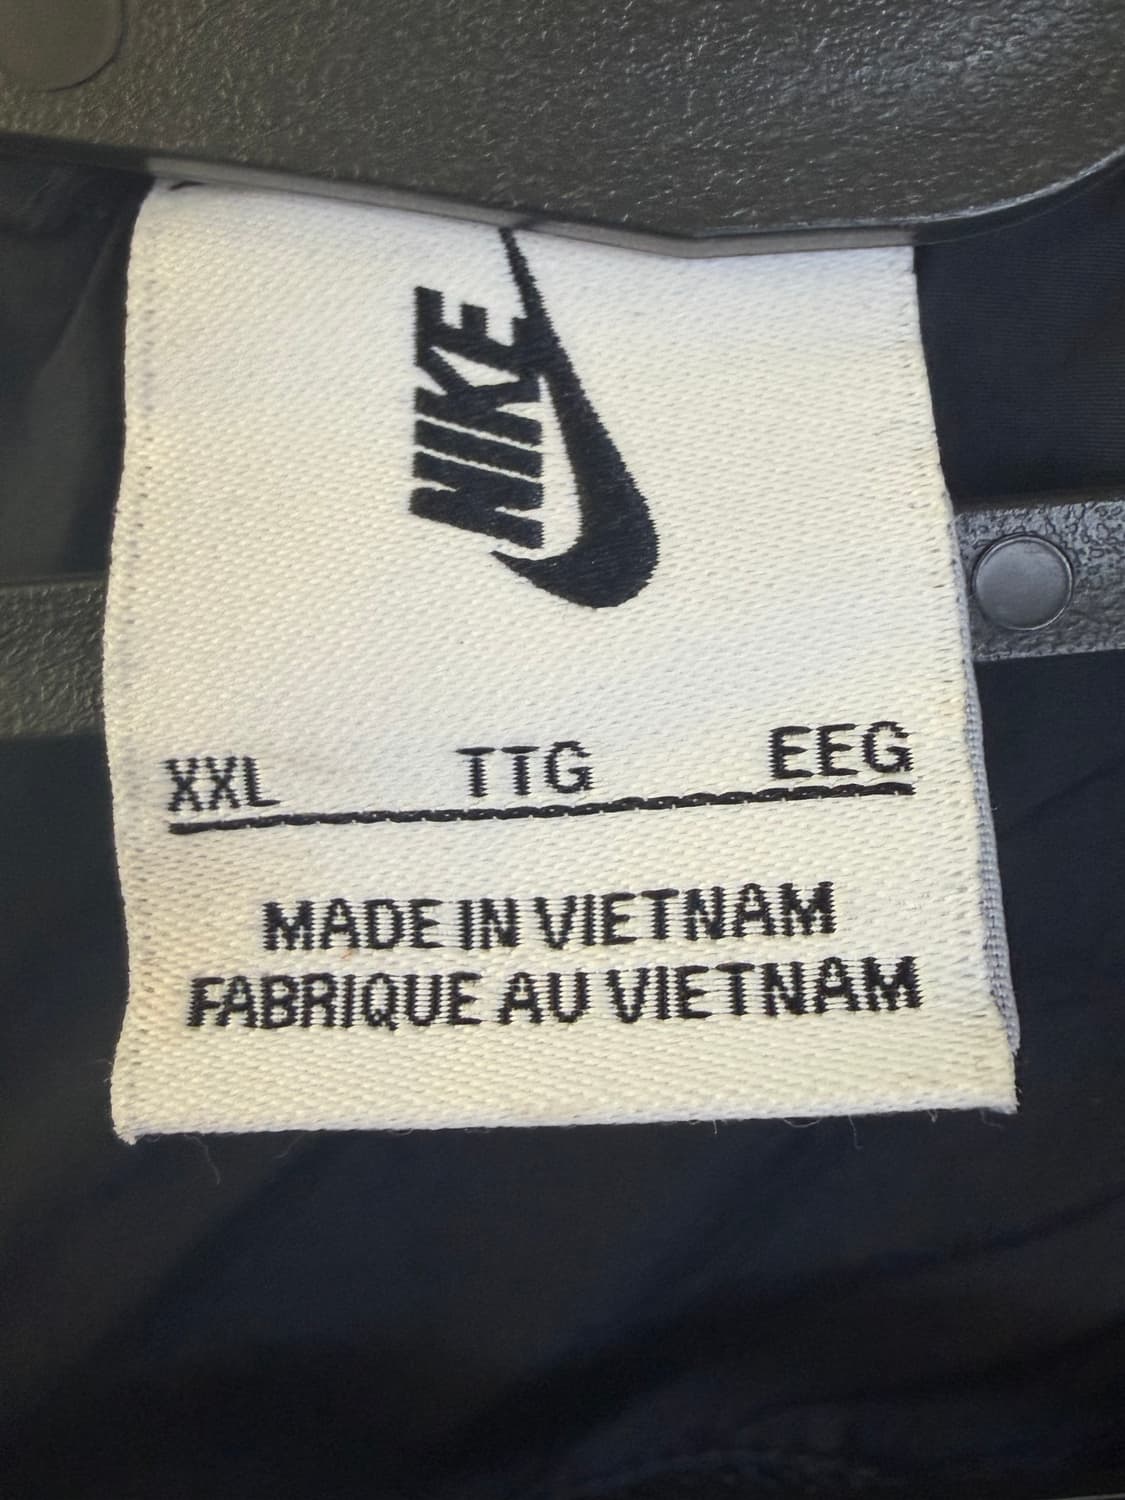 NIKE
XXL TTG EEG
MADE IN VIETNAM
FABRIQUE AU VIETNAM